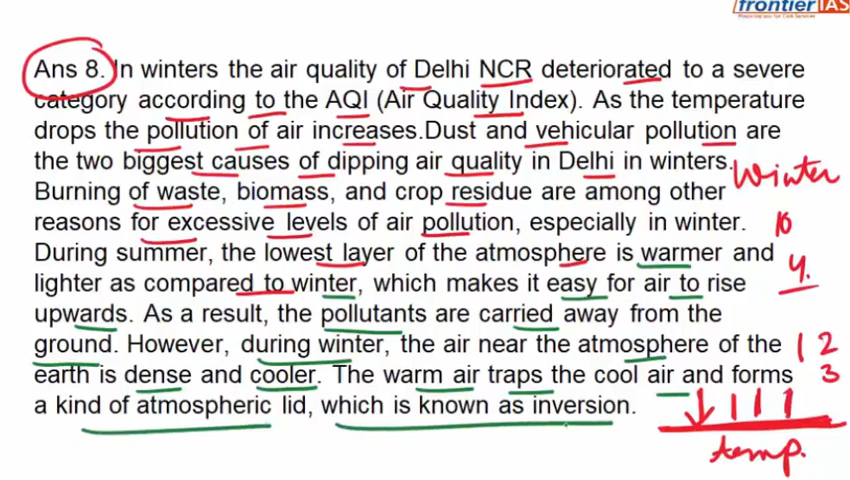 frontier IAS
Ans 8. In winters the air quality of Delhi NCR deteriorated to a severe
category according to the AQI (Air Quality Index). As the temperature
drops the pollution of air increases.Dust and vehicular pollution are
the two biggest causes of dipping air quality in Delhi in winters.
Winter
Burning of waste, biomass, and crop residue are among other
reasons for excessive levels of air pollution, especially in winter.
10
During summer, the lowest layer of the atmosphere is warmer and
lighter as compared to winter, which makes it easy for air to rise
upwards. As a result, the pollutants are carried away from the
ground. However, during winter, the air near the atmosphere of the
12
earth is dense and cooler. The warm air traps the cool air and forms
3
a kind of atmospheric lid, which is known as inversion.
temp.